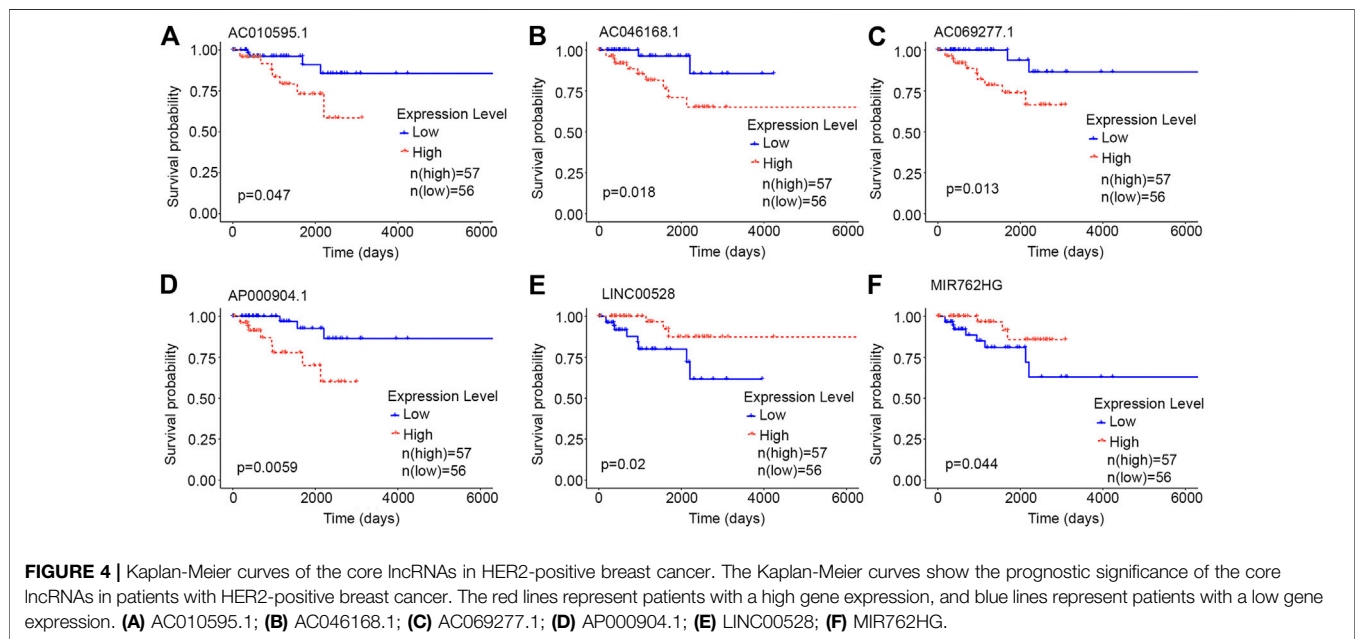 A
AC010595.1
1.00
0.75
0.50
0.25
0.00
Survival probability
Expression Level
Low
High
n(high)=57
n(low)=56
p=0.047
0 2000 4000 6000
Time (days)
B
AC046168.1
1.00
0.75
0.50
0.25
0.00
Survival probability
Expression Level
Low
High
n(high)=57
n(low)=56
p=0.018
0 2000 4000 6000
Time (days)
C
AC069277.1
1.00
0.75
0.50
0.25
0.00
Survival probability
Expression Level
Low
High
n(high)=57
n(low)=56
p=0.013
0 2000 4000 6000
Time (days)
D
AP000904.1
1.00
0.75
0.50
0.25
0.00
Survival probability
Expression Level
Low
High
n(high)=57
n(low)=56
p=0.0059
0 2000 4000 6000
Time (days)
E
LINC00528
1.00
0.75
0.50
0.25
0.00
Survival probability
Expression Level
Low
High
n(high)=57
n(low)=56
p=0.02
0 2000 4000 6000
Time (days)
F
MIR762HG
1.00
0.75
0.50
0.25
0.00
Survival probability
Expression Level
Low
High
n(high)=57
n(low)=56
p=0.044
0 2000 4000 6000
Time (days)
FIGURE 4 | Kaplan-Meier curves of the core lncRNAs in HER2-positive breast cancer. The Kaplan-Meier curves show the prognostic significance of the core
lncRNAs in patients with HER2-positive breast cancer. The red lines represent patients with a high gene expression, and blue lines represent patients with a low gene
expression. (A) AC010595.1; (B) AC046168.1; (C) AC069277.1; (D) AP000904.1; (E) LINC00528; (F) MIR762HG.